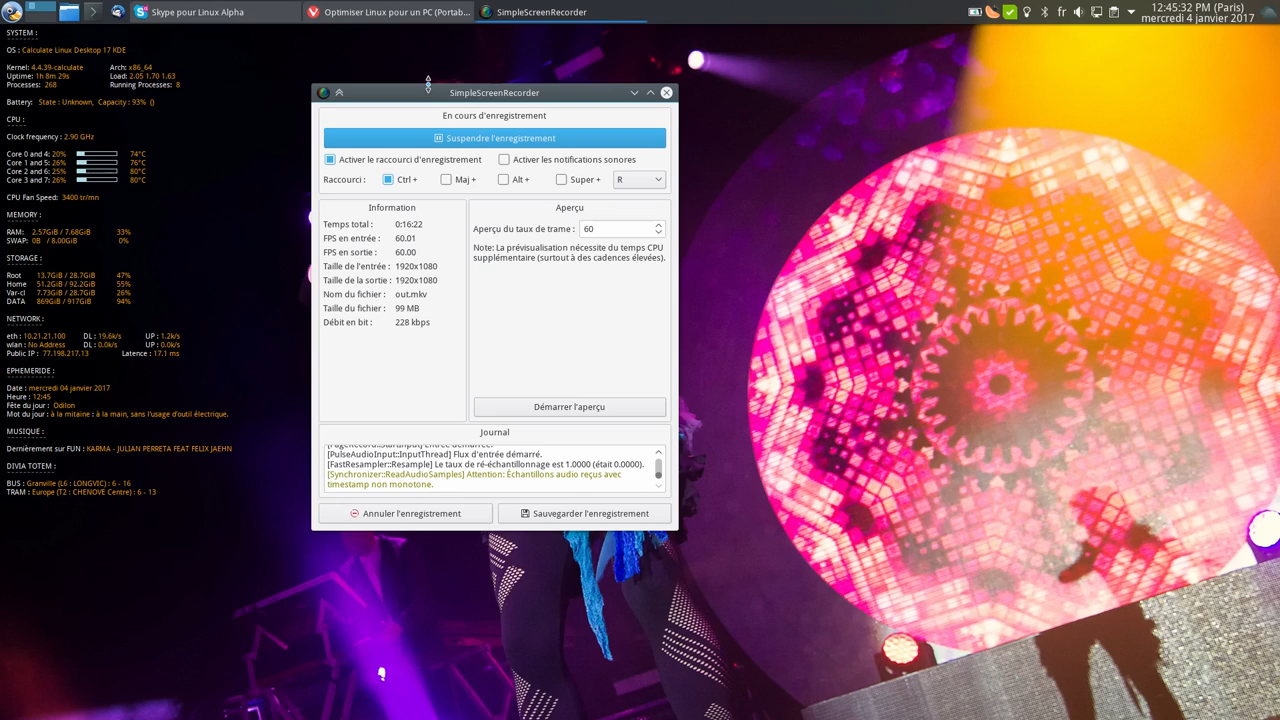 Skype pour Linux Alpha
Optimiser Linux pour un PC (Portab...
SimpleScreenRecorder
fr
12:45:32 PM (Paris)
mercredi 4 janvier 2017
SYSTEM :
OS : Calculate Linux Desktop 17 KDE
Kernel: 4.4.39-calculate Arch: x86_64
Uptime: 1h 8m 29s Load: 2.05 1.70 1.63
Processes: 268 Running Processes: 8
Battery: State : Unknown, Capacity : 93% ()
CPU :
Clock frequency : 2.90 GHz
Core 0 and 4: 20% 74°C
Core 1 and 5: 26% 76°C
Core 2 and 6: 25% 80°C
Core 3 and 7: 26% 80°C
CPU Fan Speed: 3400 tr/mn
MEMORY :
RAM: 2.57GiB / 7.68GiB 33%
SWAP: 0B / 8.00GiB 0%
STORAGE :
Root 13.7GiB / 28.7GiB 47%
Home 51.2GiB / 92.2GiB 55%
Var-cl 7.73GiB / 28.7GiB 26%
DATA 869GiB / 917GiB 94%
NETWORK :
eth : 10.21.21.100 DL : 19.6k/s UP : 1.2k/s
wlan : No Address DL : 0.0k/s UP : 0.0k/s
Public IP : 77.198.217.13 Latence : 17.1 ms
EPHEMERIDE :
Date : mercredi 04 janvier 2017
Heure : 12:45
Fête du jour : Odilon
Mot du jour : à la mitaine : à la main, sans l'usage d'outil électrique.
MUSIQUE :
Dernièrement sur FUN : KARMA - JULIAN PERRETA FEAT FELIX JAEHN
DIVIA TOTEM :
BUS : Granville (L6 : LONGVIC) : 6 - 16
TRAM : Europe (T2 : CHENOVE Centre) : 6 - 13
SimpleScreenRecorder
En cours d'enregistrement
Suspendre l'enregistrement
Activer le raccourci d'enregistrement Activer les notifications sonores
Raccourci : Ctrl + Maj + Alt + Super + R
Information
Temps total : 0:16:22
FPS en entrée : 60.01
FPS en sortie : 60.00
Taille de l'entrée : 1920x1080
Taille de la sortie : 1920x1080
Nom du fichier : out.mkv
Taille du fichier : 99 MB
Débit en bit : 228 kbps
Aperçu
Aperçu du taux de trame : 60
Note: La prévisualisation nécessite du temps CPU
supplémentaire (surtout à des cadences élevées).
Démarrer l'aperçu
Journal
[PageRecord::StartInput] Entrée démarrée.
[PulseAudioInput::InputThread] Flux d'entrée démarré.
[FastResampler::Resample] Le taux de ré-échantillonnage est 1.0000 (était 0.0000).
[Synchronizer::ReadAudioSamples] Attention: Échantillons audio reçus avec
timestamp non monotone.
Annuler l'enregistrement
Sauvegarder l'enregistrement